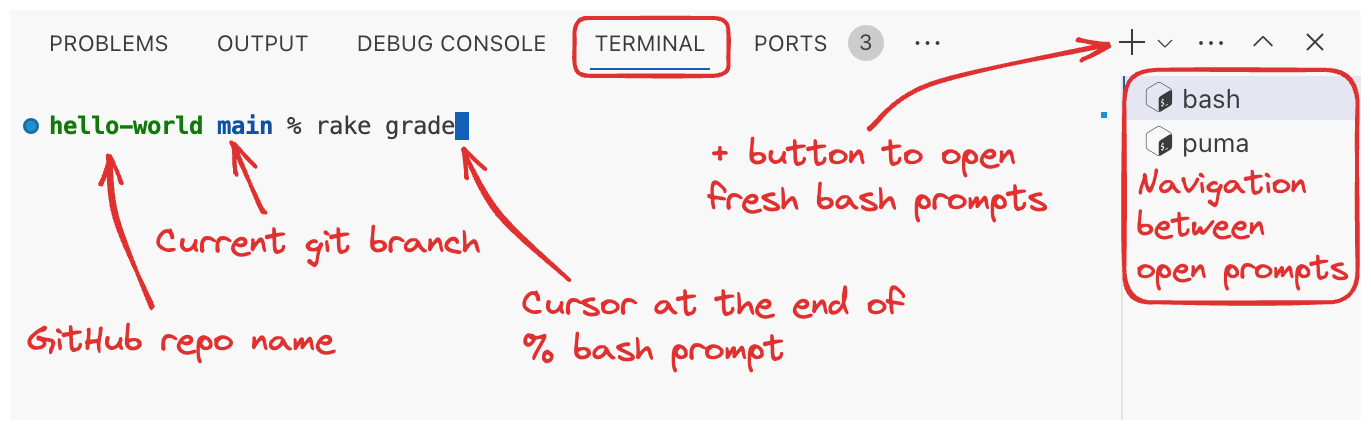 PROBLEMS OUTPUT DEBUG CONSOLE TERMINAL PORTS 3
bash
hello-world main % rake grade
puma
+ button to open
fresh bash prompts
Navigation
between
open prompts
Current git branch
Cursor at the end of
% bash prompt
GitHub repo name